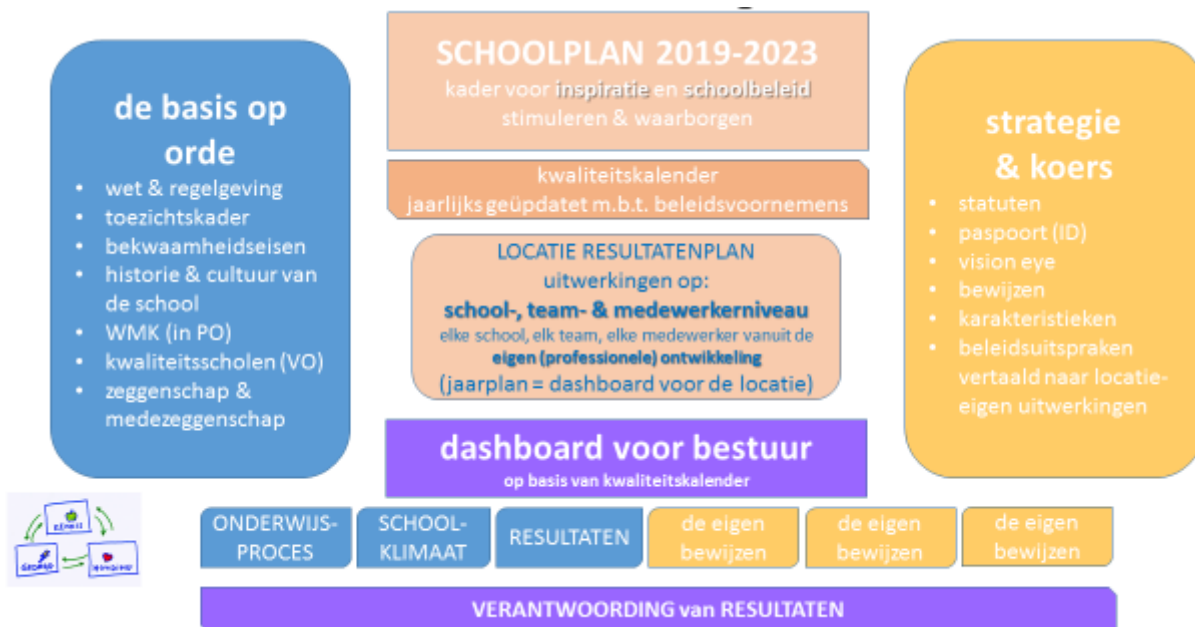 de basis op
orde
• wet & regelgeving
• toezichtskader
• bekwaamheidseisen
• historie & cultuur van
de school
• WMK (in PO)
• kwaliteitsscholen (VO)
• zeggenschap &
medezeggenschap
SCHOOLPLAN 2019-2023
kader voor inspiratie en schoolbeleid
stimuleren & waarborgen
kwaliteitskalender
jaarlijks geüpdatet m.b.t. beleidsvoornemens
LOCATIE RESULTATENPLAN
uitwerkingen op:
school-, team- & medewerkerniveau
elke school, elk team, elke medewerker vanuit de
eigen (professionele) ontwikkeling
(jaarplan = dashboard voor de locatie)
strategie
& koers
• statuten
• paspoort (ID)
• vision eye
• bewijzen
• karakteristieken
• beleidsuitspraken
vertaald naar locatie-
eigen uitwerkingen
dashboard voor bestuur
op basis van kwaliteitskalender
KENNIS
GEDRAG
HOUDING
ONDERWIJS-
PROCES
SCHOOL-
KLIMAAT
RESULTATEN
de eigen
bewijzen
de eigen
bewijzen
de eigen
bewijzen
VERANTWOORDING van RESULTATEN